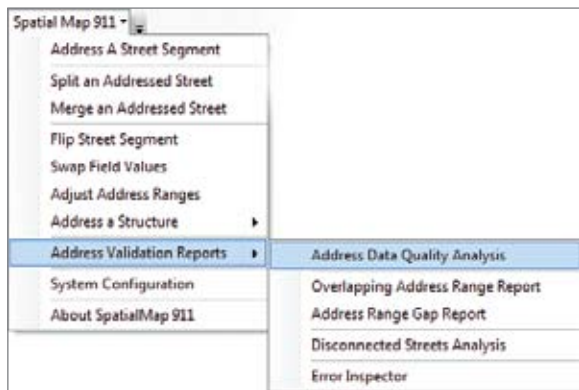 Spatial Map 911
Address A Street Segment
Split an Addressed Street
Merge an Addressed Street
Flip Street Segment
Swap Field Values
Adjust Address Ranges
Address a Structure
Address Validation Reports
System Configuration
About SpatialMap 911
Address Data Quality Analysis
Overlapping Address Range Report
Address Range Gap Report
Disconnected Streets Analysis
Error Inspector